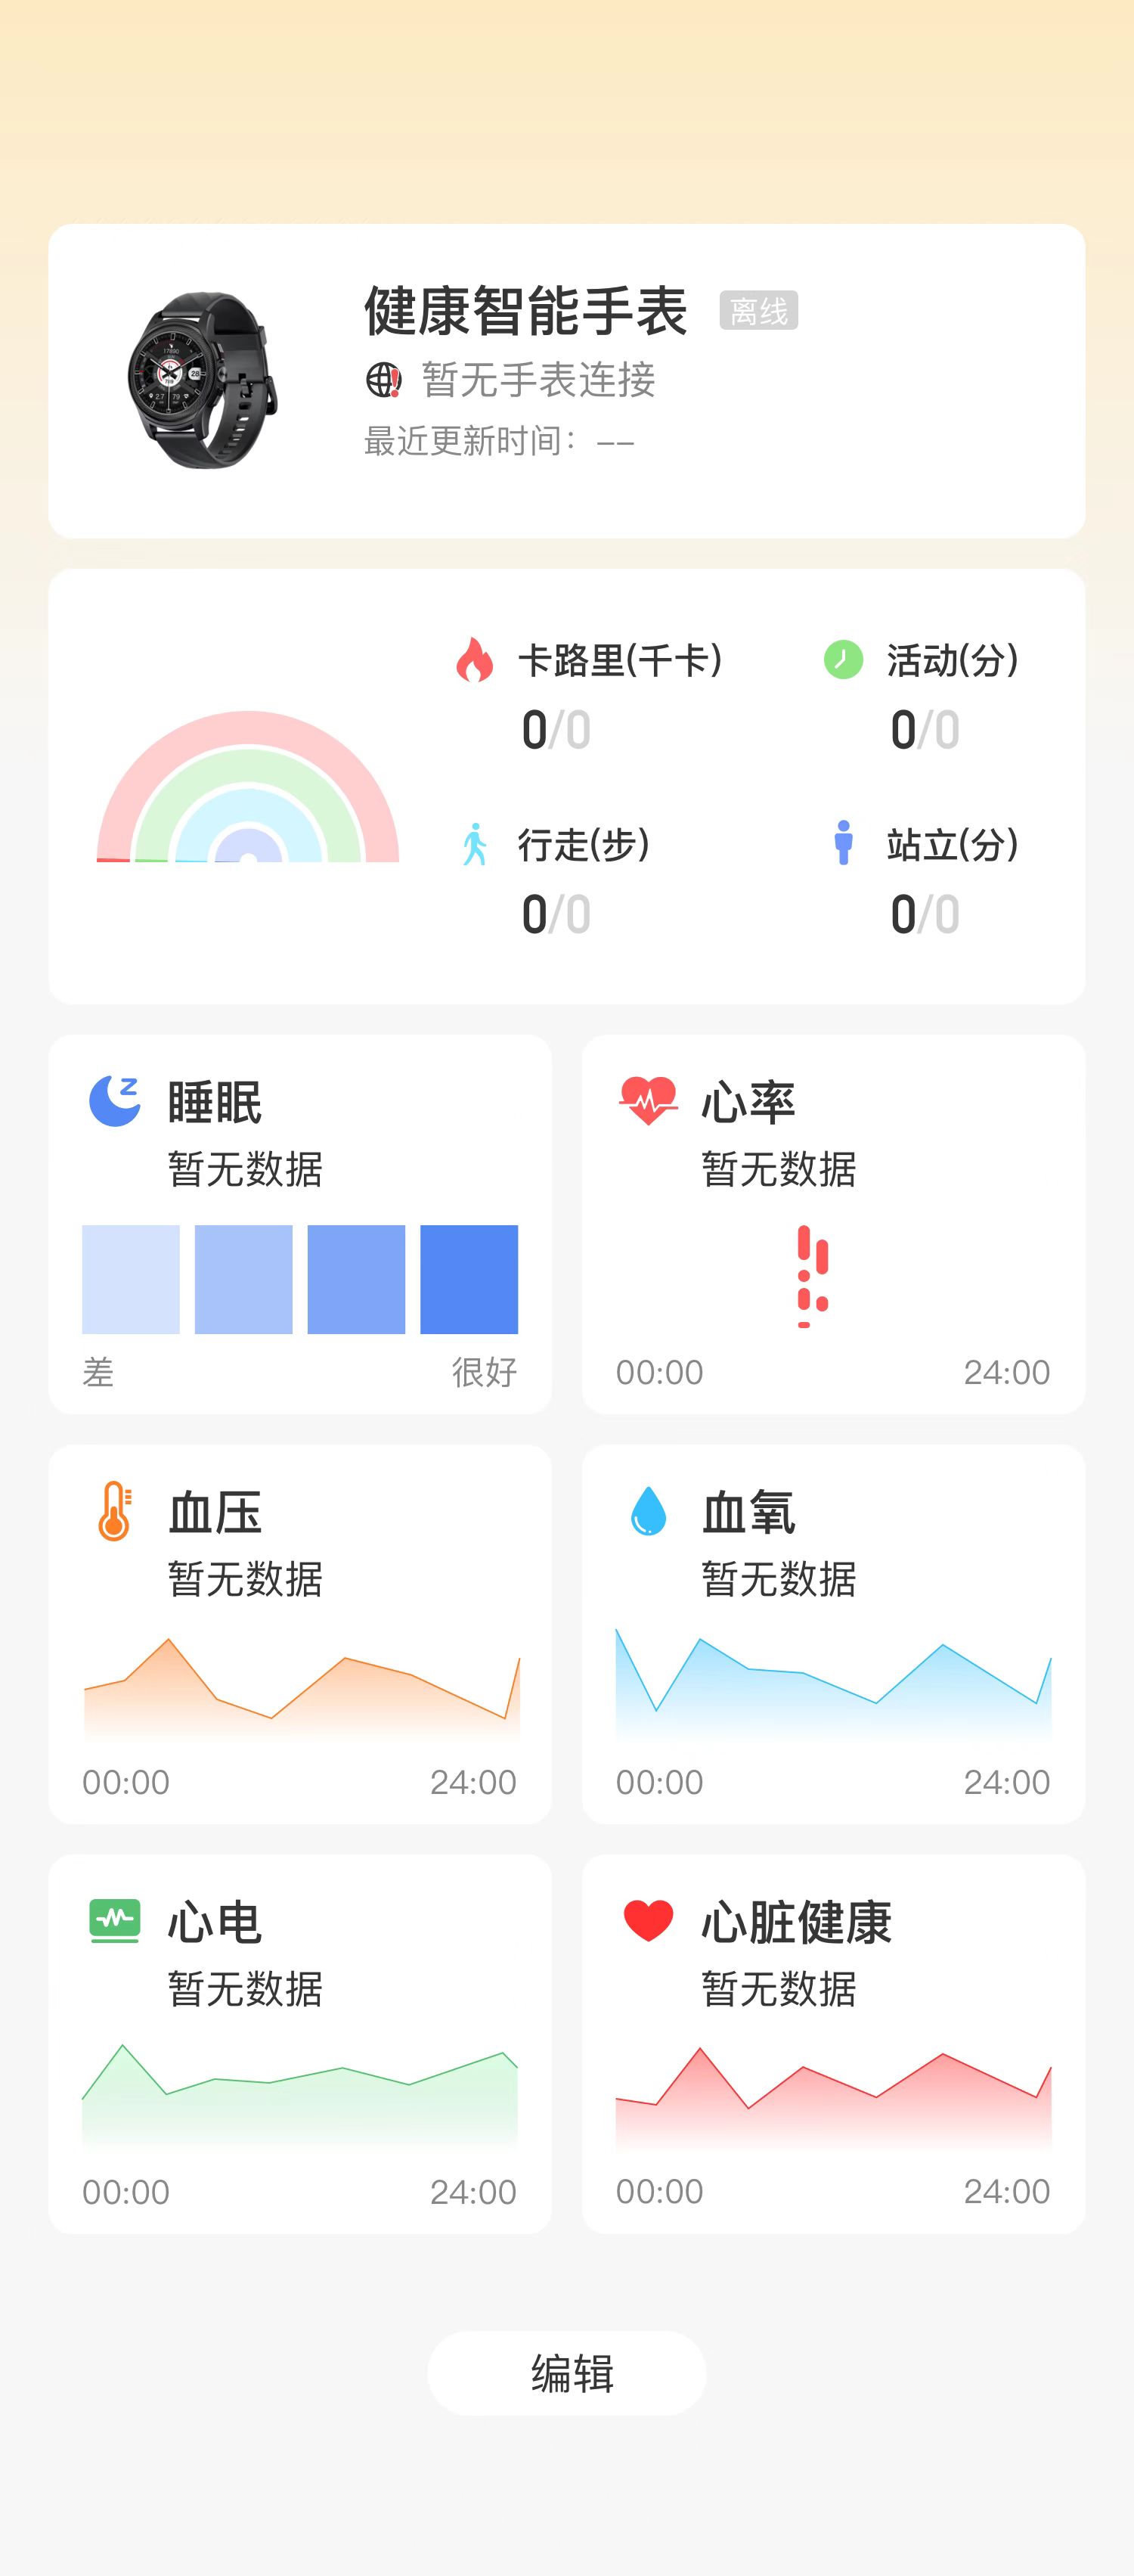 健康智能手表 离线
暂无手表连接
最近更新时间：--
卡路里(千卡) 活动(分)
0/0 0/0
行走(步) 站立(分)
0/0 0/0
睡眠
暂无数据
差 很好
心率
暂无数据
00:00 24:00
血压
暂无数据
00:00 24:00
血氧
暂无数据
00:00 24:00
心电
暂无数据
00:00 24:00
心脏健康
暂无数据
00:00 24:00
编辑